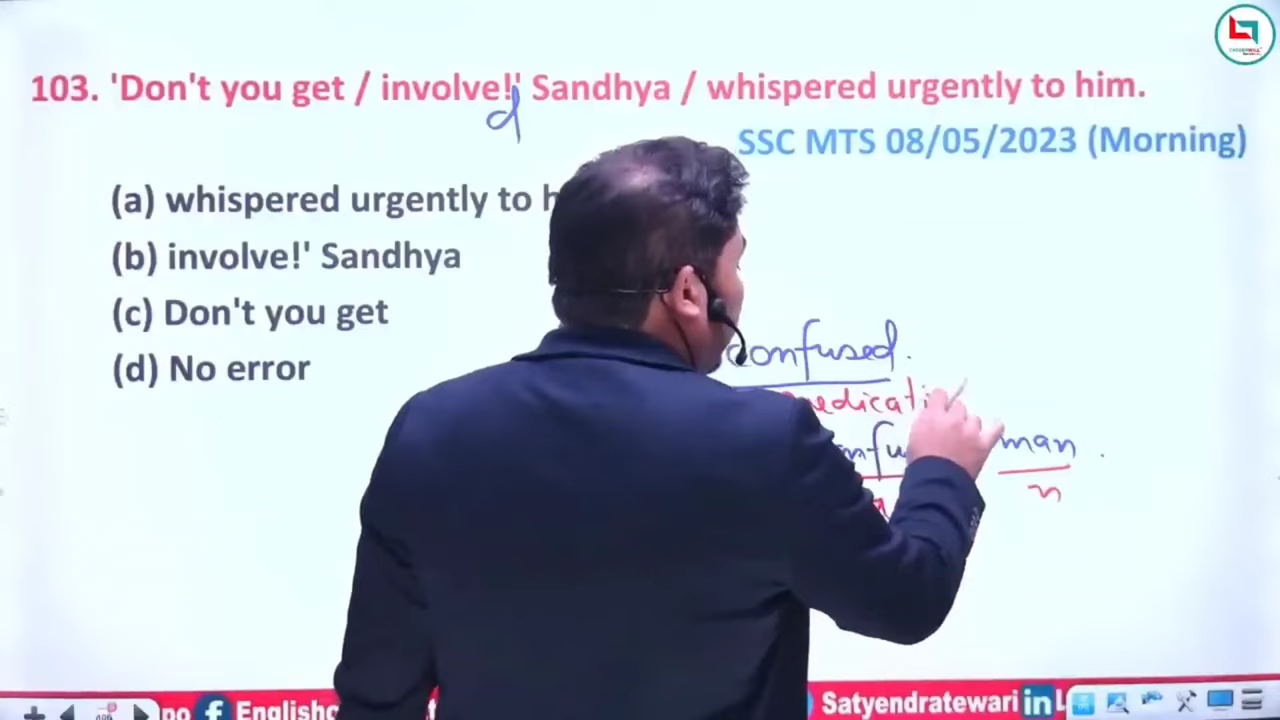 103. 'Don't you get / involve!' Sandhya / whispered urgently to him.
d
SSC MTS 08/05/2023 (Morning)
(a) whispered urgently to
(b) involve!' Sandhya
(c) Don't you get
(d) No error
confused.
man.
n
Satyendratewari in